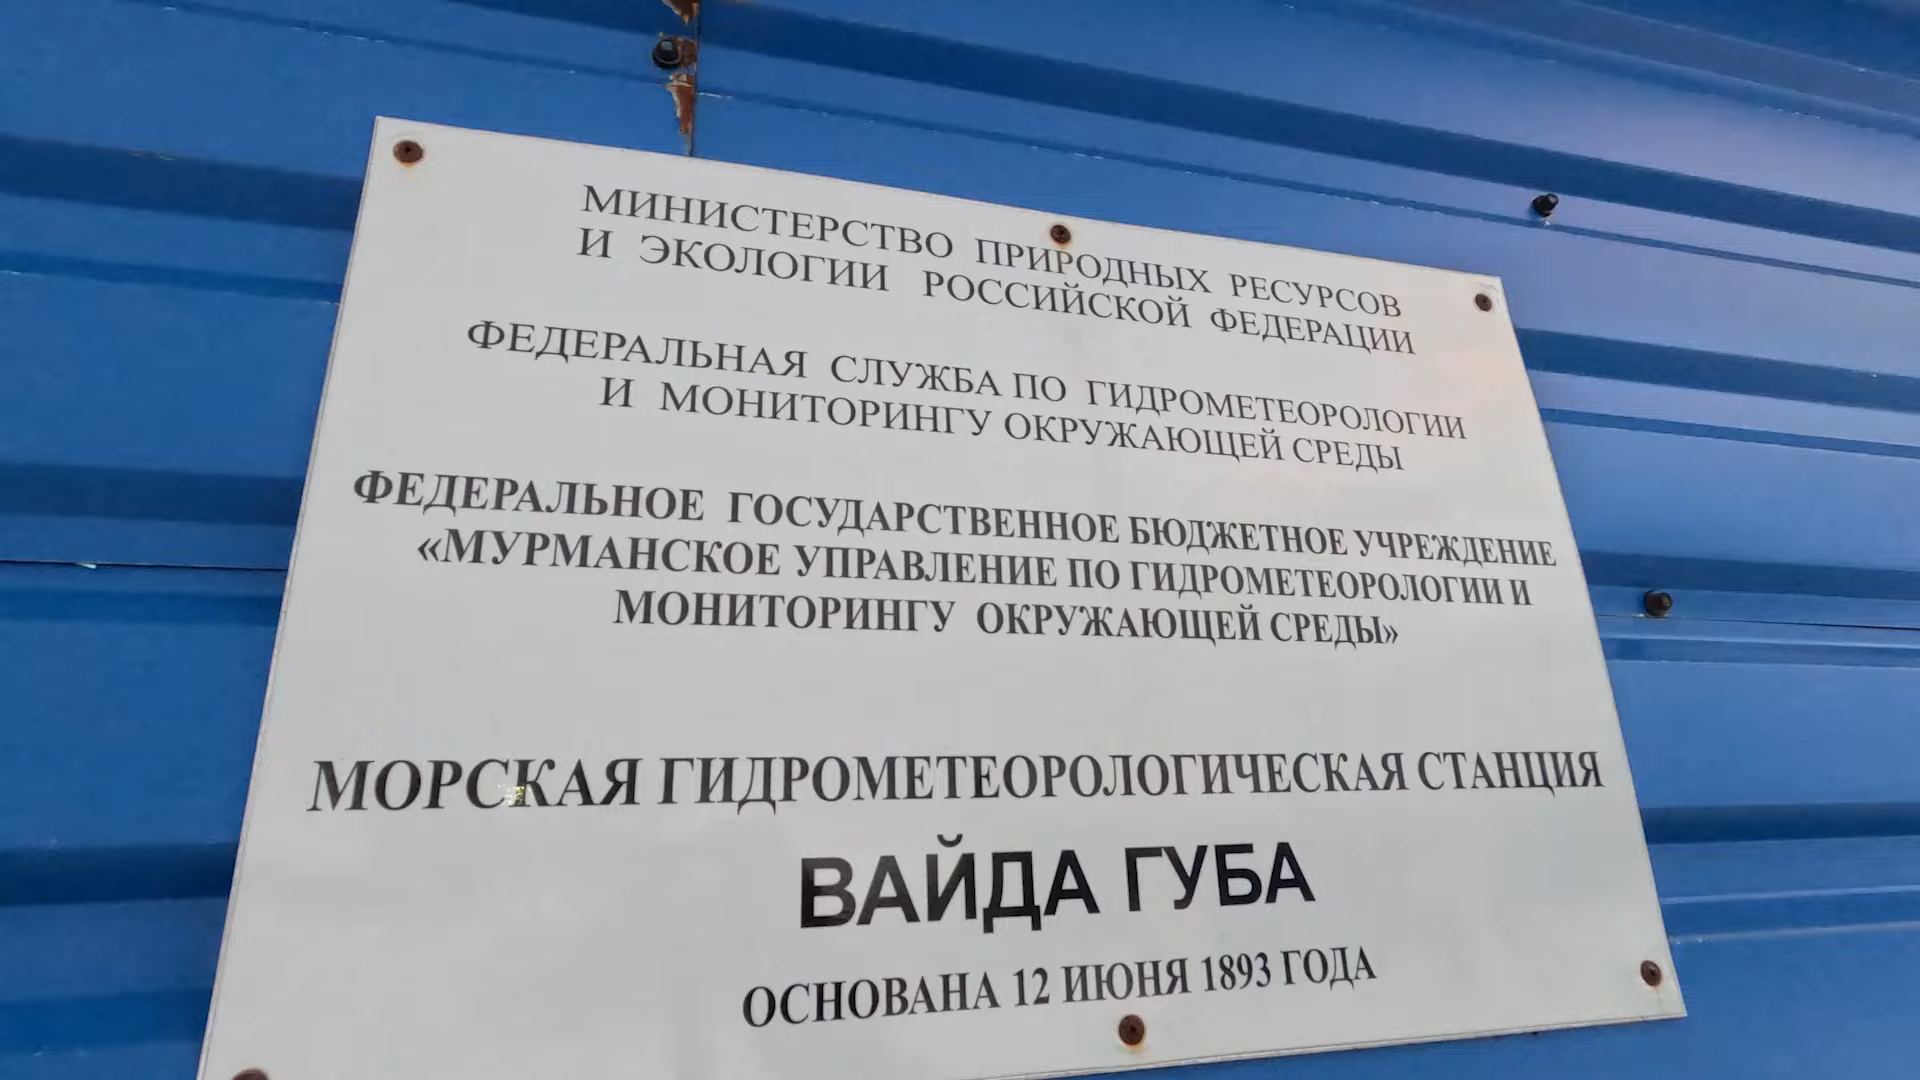 МИНИСТЕРСТВО ПРИРОДНЫХ РЕСУРСОВ
И ЭКОЛОГИИ РОССИЙСКОЙ ФЕДЕРАЦИИ
ФЕДЕРАЛЬНАЯ СЛУЖБА ПО ГИДРОМЕТЕОРОЛОГИИ
И МОНИТОРИНГУ ОКРУЖАЮЩЕЙ СРЕДЫ
ФЕДЕРАЛЬНОЕ ГОСУДАРСТВЕННОЕ БЮДЖЕТНОЕ УЧРЕЖДЕНИЕ
«МУРМАНСКОЕ УПРАВЛЕНИЕ ПО ГИДРОМЕТЕОРОЛОГИИ И
МОНИТОРИНГУ ОКРУЖАЮЩЕЙ СРЕДЫ»
МОРСКАЯ ГИДРОМЕТЕОРОЛОГИЧЕСКАЯ СТАНЦИЯ
ВАЙДА ГУБА
ОСНОВАНА 12 ИЮНЯ 1893 ГОДА